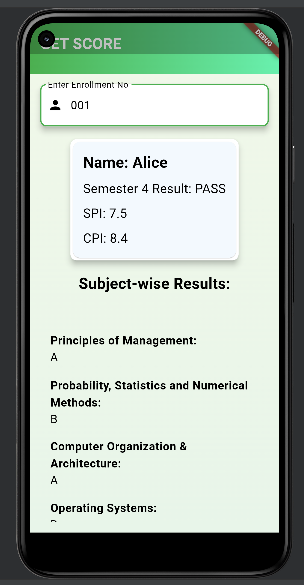 GET SCORE
DEBUG
Enter Enrollment No
001
Name: Alice
Semester 4 Result: PASS
SPI: 7.5
CPI: 8.4
Subject-wise Results:
Principles of Management:
A
Probability, Statistics and Numerical
Methods:
B
Computer Organization &
Architecture:
A
Operating Systems: